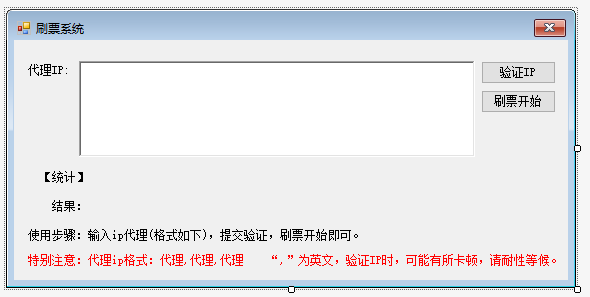 刷票系统
代理IP:
验证IP
刷票开始
【统计】
结果:
使用步骤: 输入ip代理(格式如下), 提交验证, 刷票开始即可。
特别注意: 代理ip格式: 代理,代理,代理 “,”为英文, 验证IP时, 可能有所卡顿, 请耐性等候。